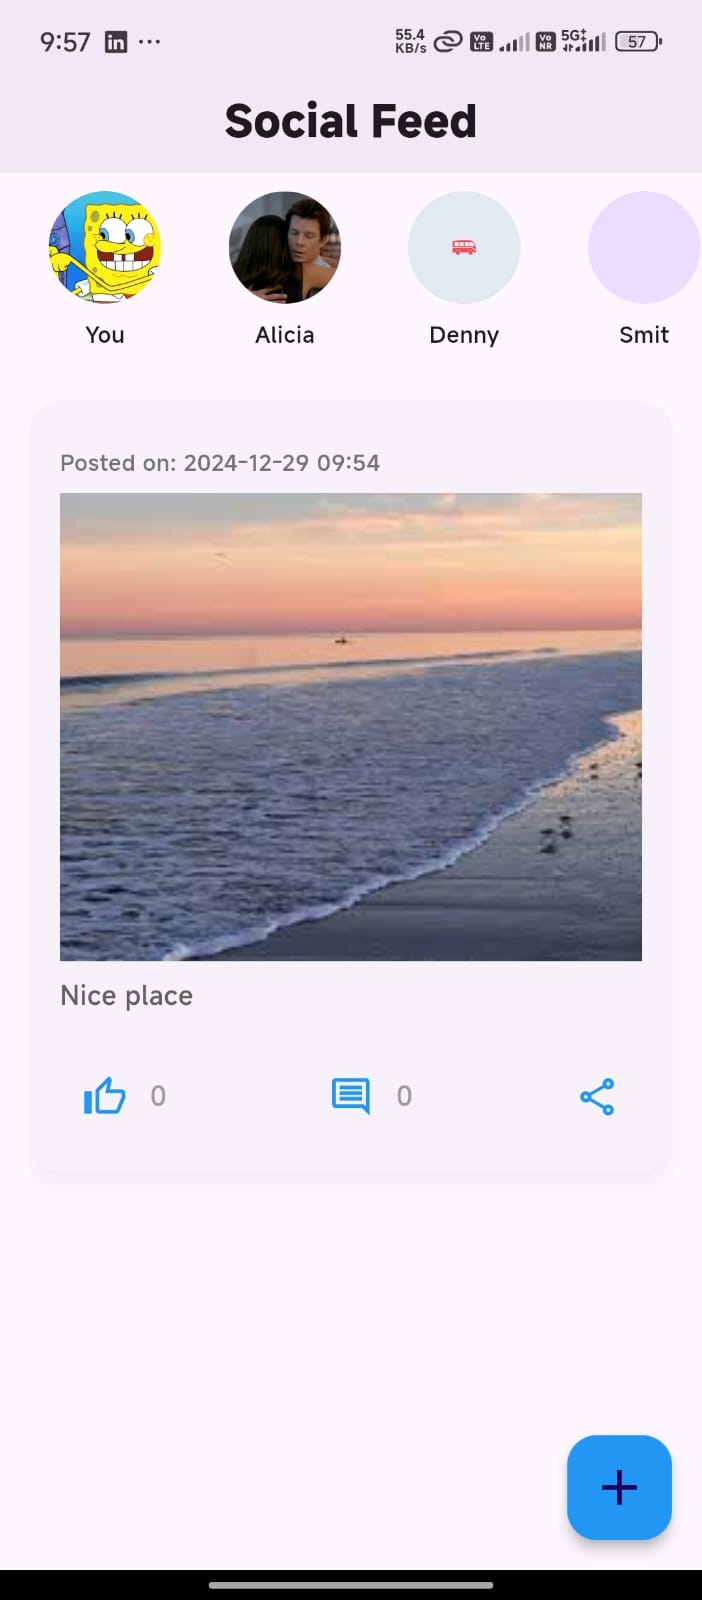 9:57 in ... 55.4 KB/s Vo LTE Vo NR 5G 57
Social Feed
You Alicia Denny Smit
Posted on: 2024-12-29 09:54
Nice place
0 0